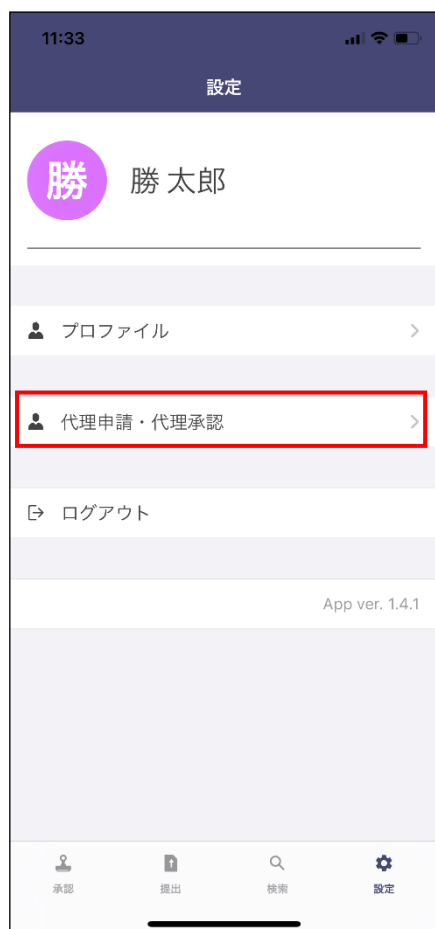 11:33
設定
勝
勝 太郎
プロファイル
代理申請・代理承認
ログアウト
App ver. 1.4.1
承認
提出
検索
設定